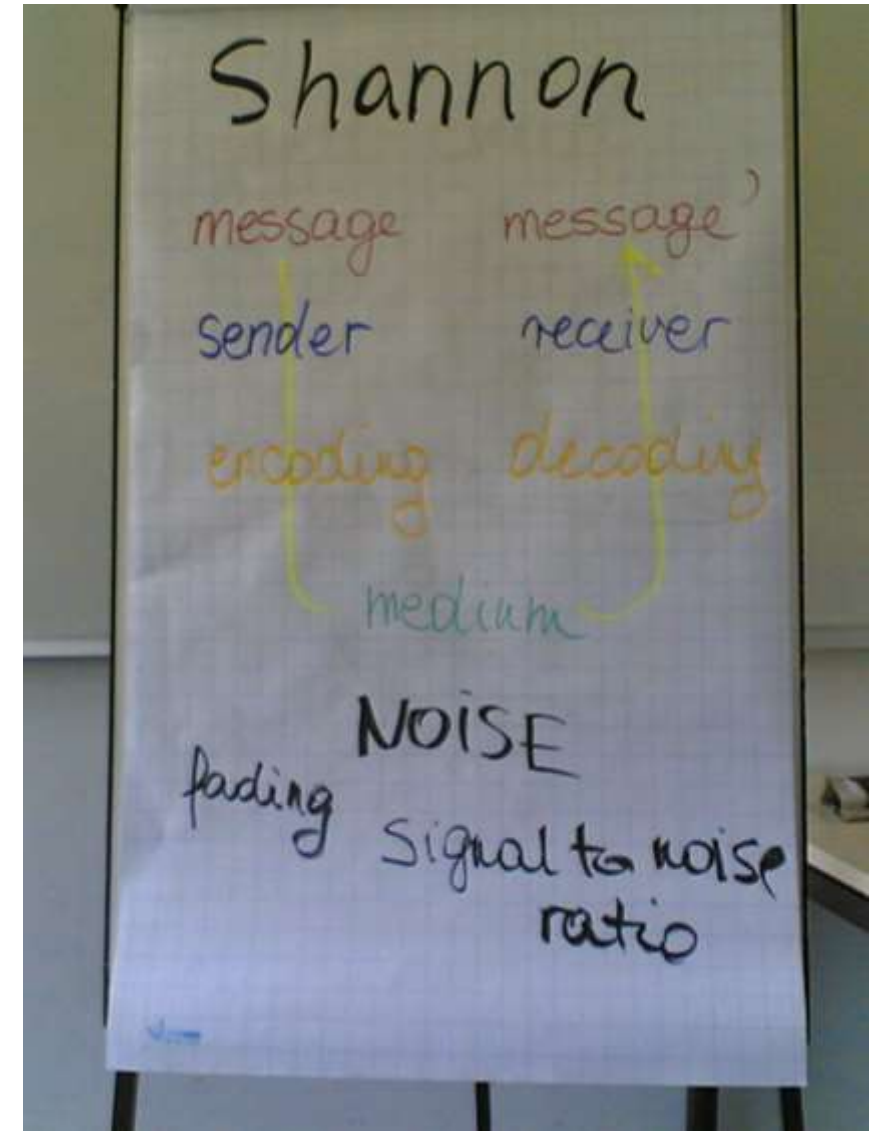 Shannon
message message'
sender receiver
encoding decoding
medium
NOISE
fading
Signal to noise
ratio